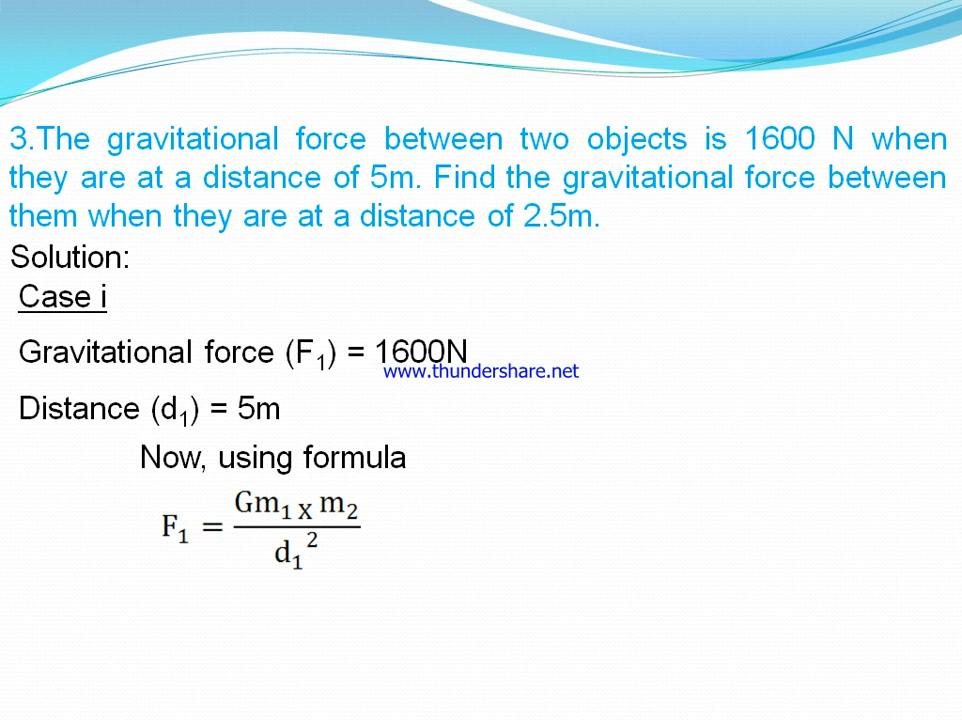 3.The gravitational force between two objects is 1600 N when
they are at a distance of 5m. Find the gravitational force between
them when they are at a distance of 2.5m.
Solution:
Case i
Gravitational force (F₁) = 1600N
www.thundershare.net
Distance (d₁) = 5m
Now, using formula
F₁ = \frac{Gm₁ ₓ m₂}{d₁²}